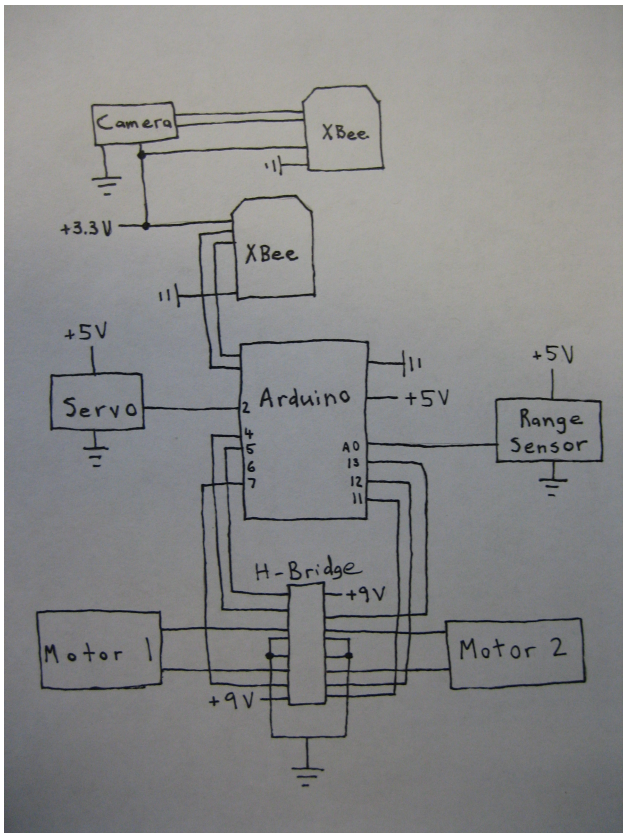 Camera
XBee
+3.3V
XBee
+5V
Servo
Arduino
2
4
5
6
7
+5V
A0
13
12
11
+5V
Range
Sensor
H-Bridge
+9V
Motor 1
Motor 2
+9V